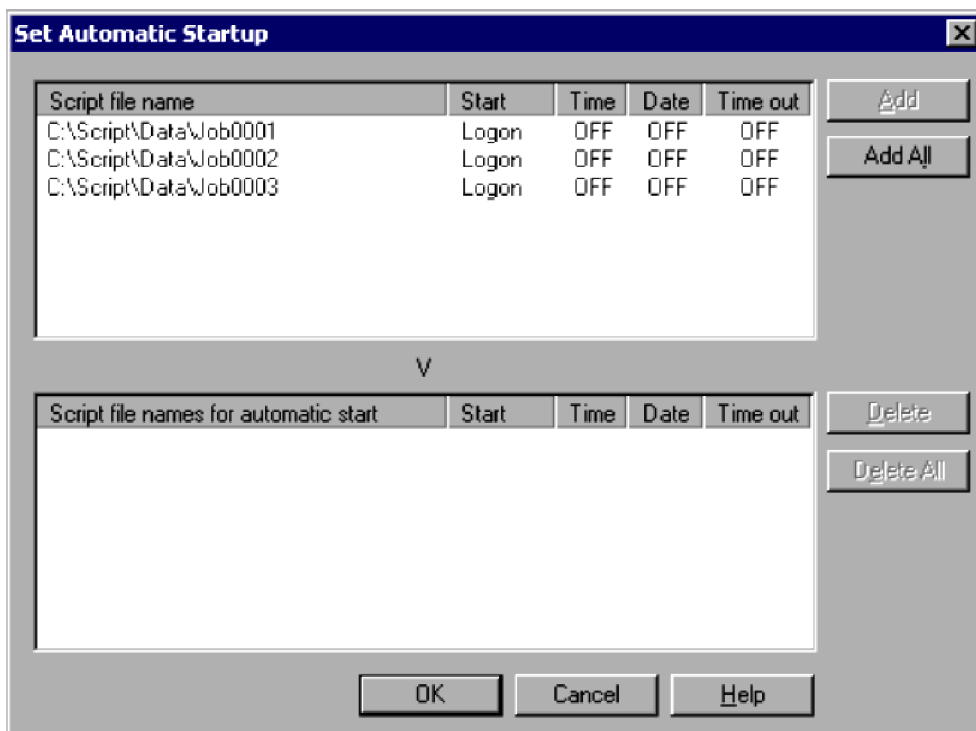 Set Automatic Startup
Script file name Start Time Date Time out
C:\Script\Data\Job0001 Logon OFF OFF OFF
C:\Script\Data\Job0002 Logon OFF OFF OFF
C:\Script\Data\Job0003 Logon OFF OFF OFF
Add
Add All
V
Script file names for automatic start Start Time Date Time out
Delete
Delete All
OK Cancel Help